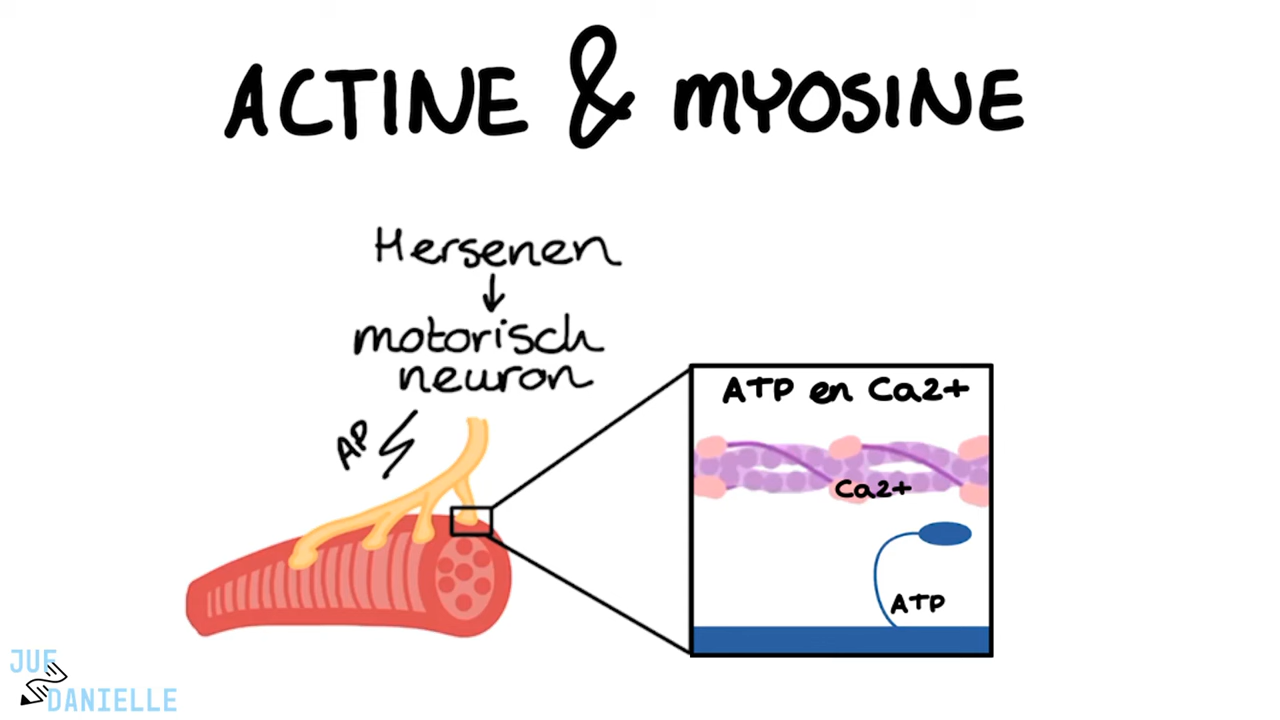 ACTINE & MYOSINE
Hersenen
motorisch
neuron
AP
ATP en Ca2+
Ca2+
ATP
JUF
DANIELLE